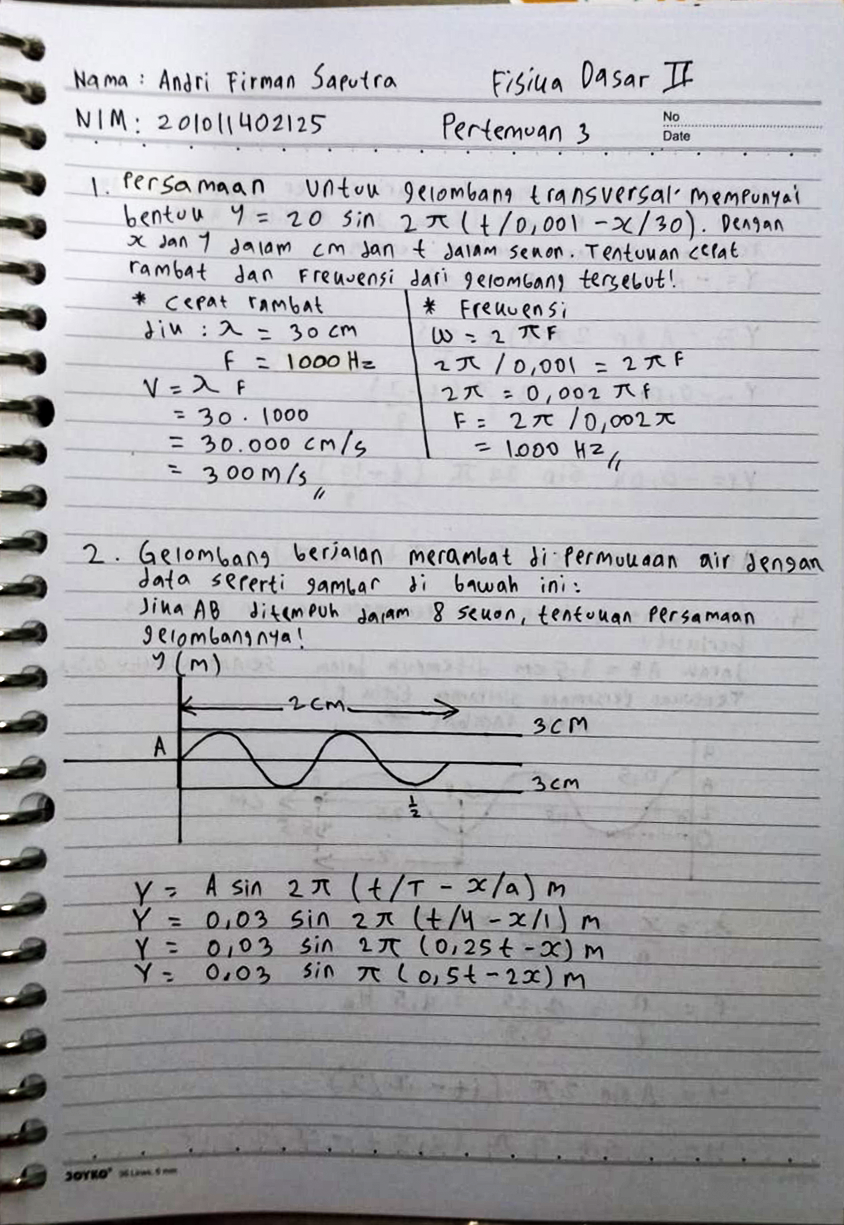 Nama : Andri Firman Saputra Fisika Dasar II
NIM : 201011402125 Pertemuan 3
No
Date
1. Persamaan untuk gelombang transversal mempunyai
bentuk y = 20 sin 2π (t/0,001 - x/30). Dengan
x dan y dalam cm dan t dalam sekon. Tentukan cepat
rambat dan Frekuensi dari gelombang tersebut!
* Cepat rambat
dik : λ = 30 cm
F = 1000 Hz
V = λ F
= 30 . 1000
= 30.000 cm/s
= 300 m/s //
* Frekuensi
W = 2 π F
2π / 0,001 = 2π F
2π = 0,002 π F
F = 2π / 0,002π
= 1000 HZ //
2. Gelombang berjalan merambat di permukaan air dengan
data seperti gambar di bawah ini :
Jika AB ditempuh dalam 8 sekon, tentukan Persamaan
gelombangnya!
y (m)
2 cm
3 CM
A
3 cm
1/2
Y = A sin 2π (t/T - x/a) m
Y = 0,03 sin 2π (t/4 - x/1) m
Y = 0,03 sin 2π (0,25t - x) m
Y = 0,03 sin π (0,5t - 2x) m
JOYKO